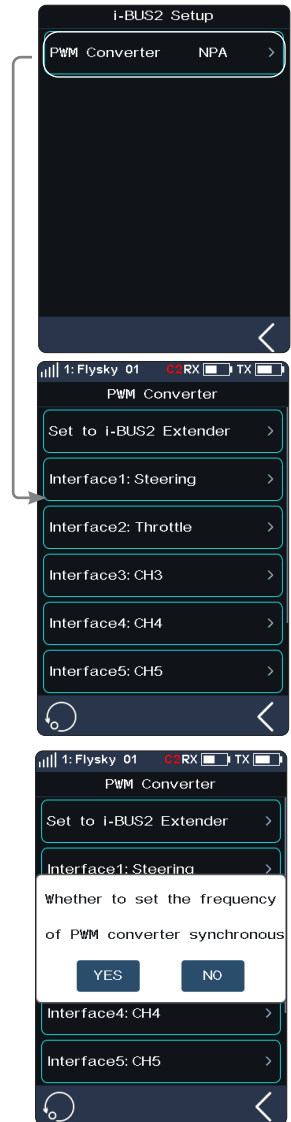 i-BUS2 Setup
PWM Converter NPA >
1: Flysky 01 C2RX TX
PWM Converter
Set to i-BUS2 Extender >
Interface1: Steering >
Interface2: Throttle >
Interface3: CH3 >
Interface4: CH4 >
Interface5: CH5 >
1: Flysky 01 C2RX TX
PWM Converter
Set to i-BUS2 Extender >
Interface1: Steering
Whether to set the frequency
of PWM converter synchronous
YES NO
Interface4: CH4
Interface5: CH5 >